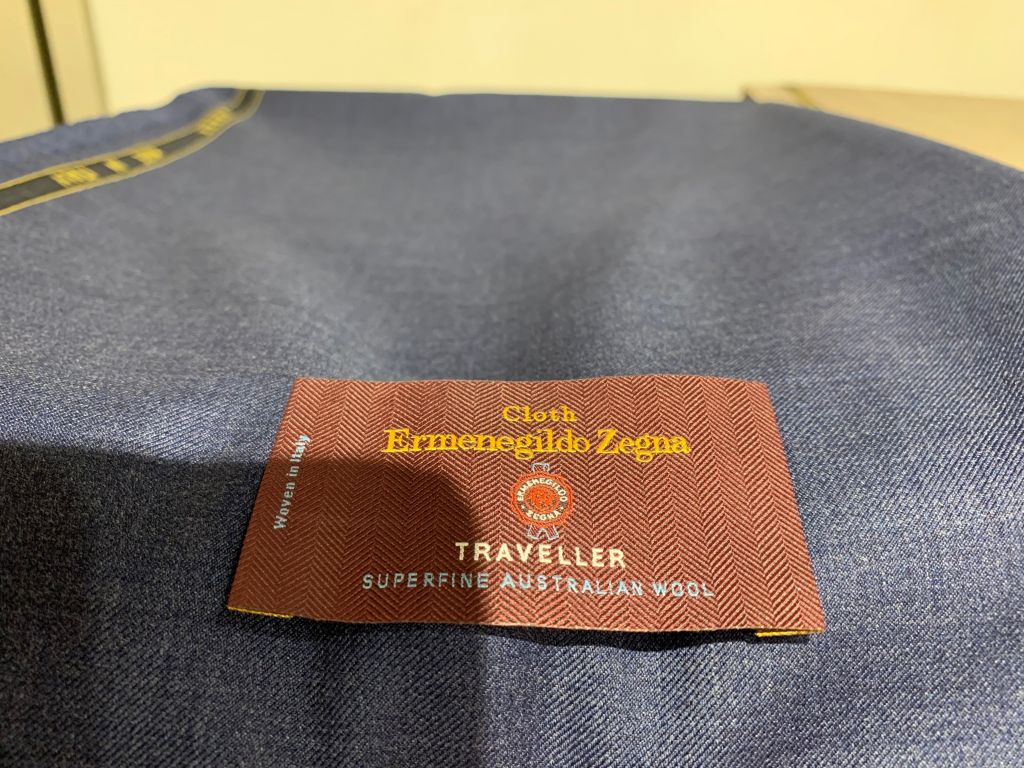 Cloth
Ermenegildo Zegna
ERMENEGILDO
ZEGNA
TRAVELLER
SUPERFINE AUSTRALIAN WOOL
Woven in Italy